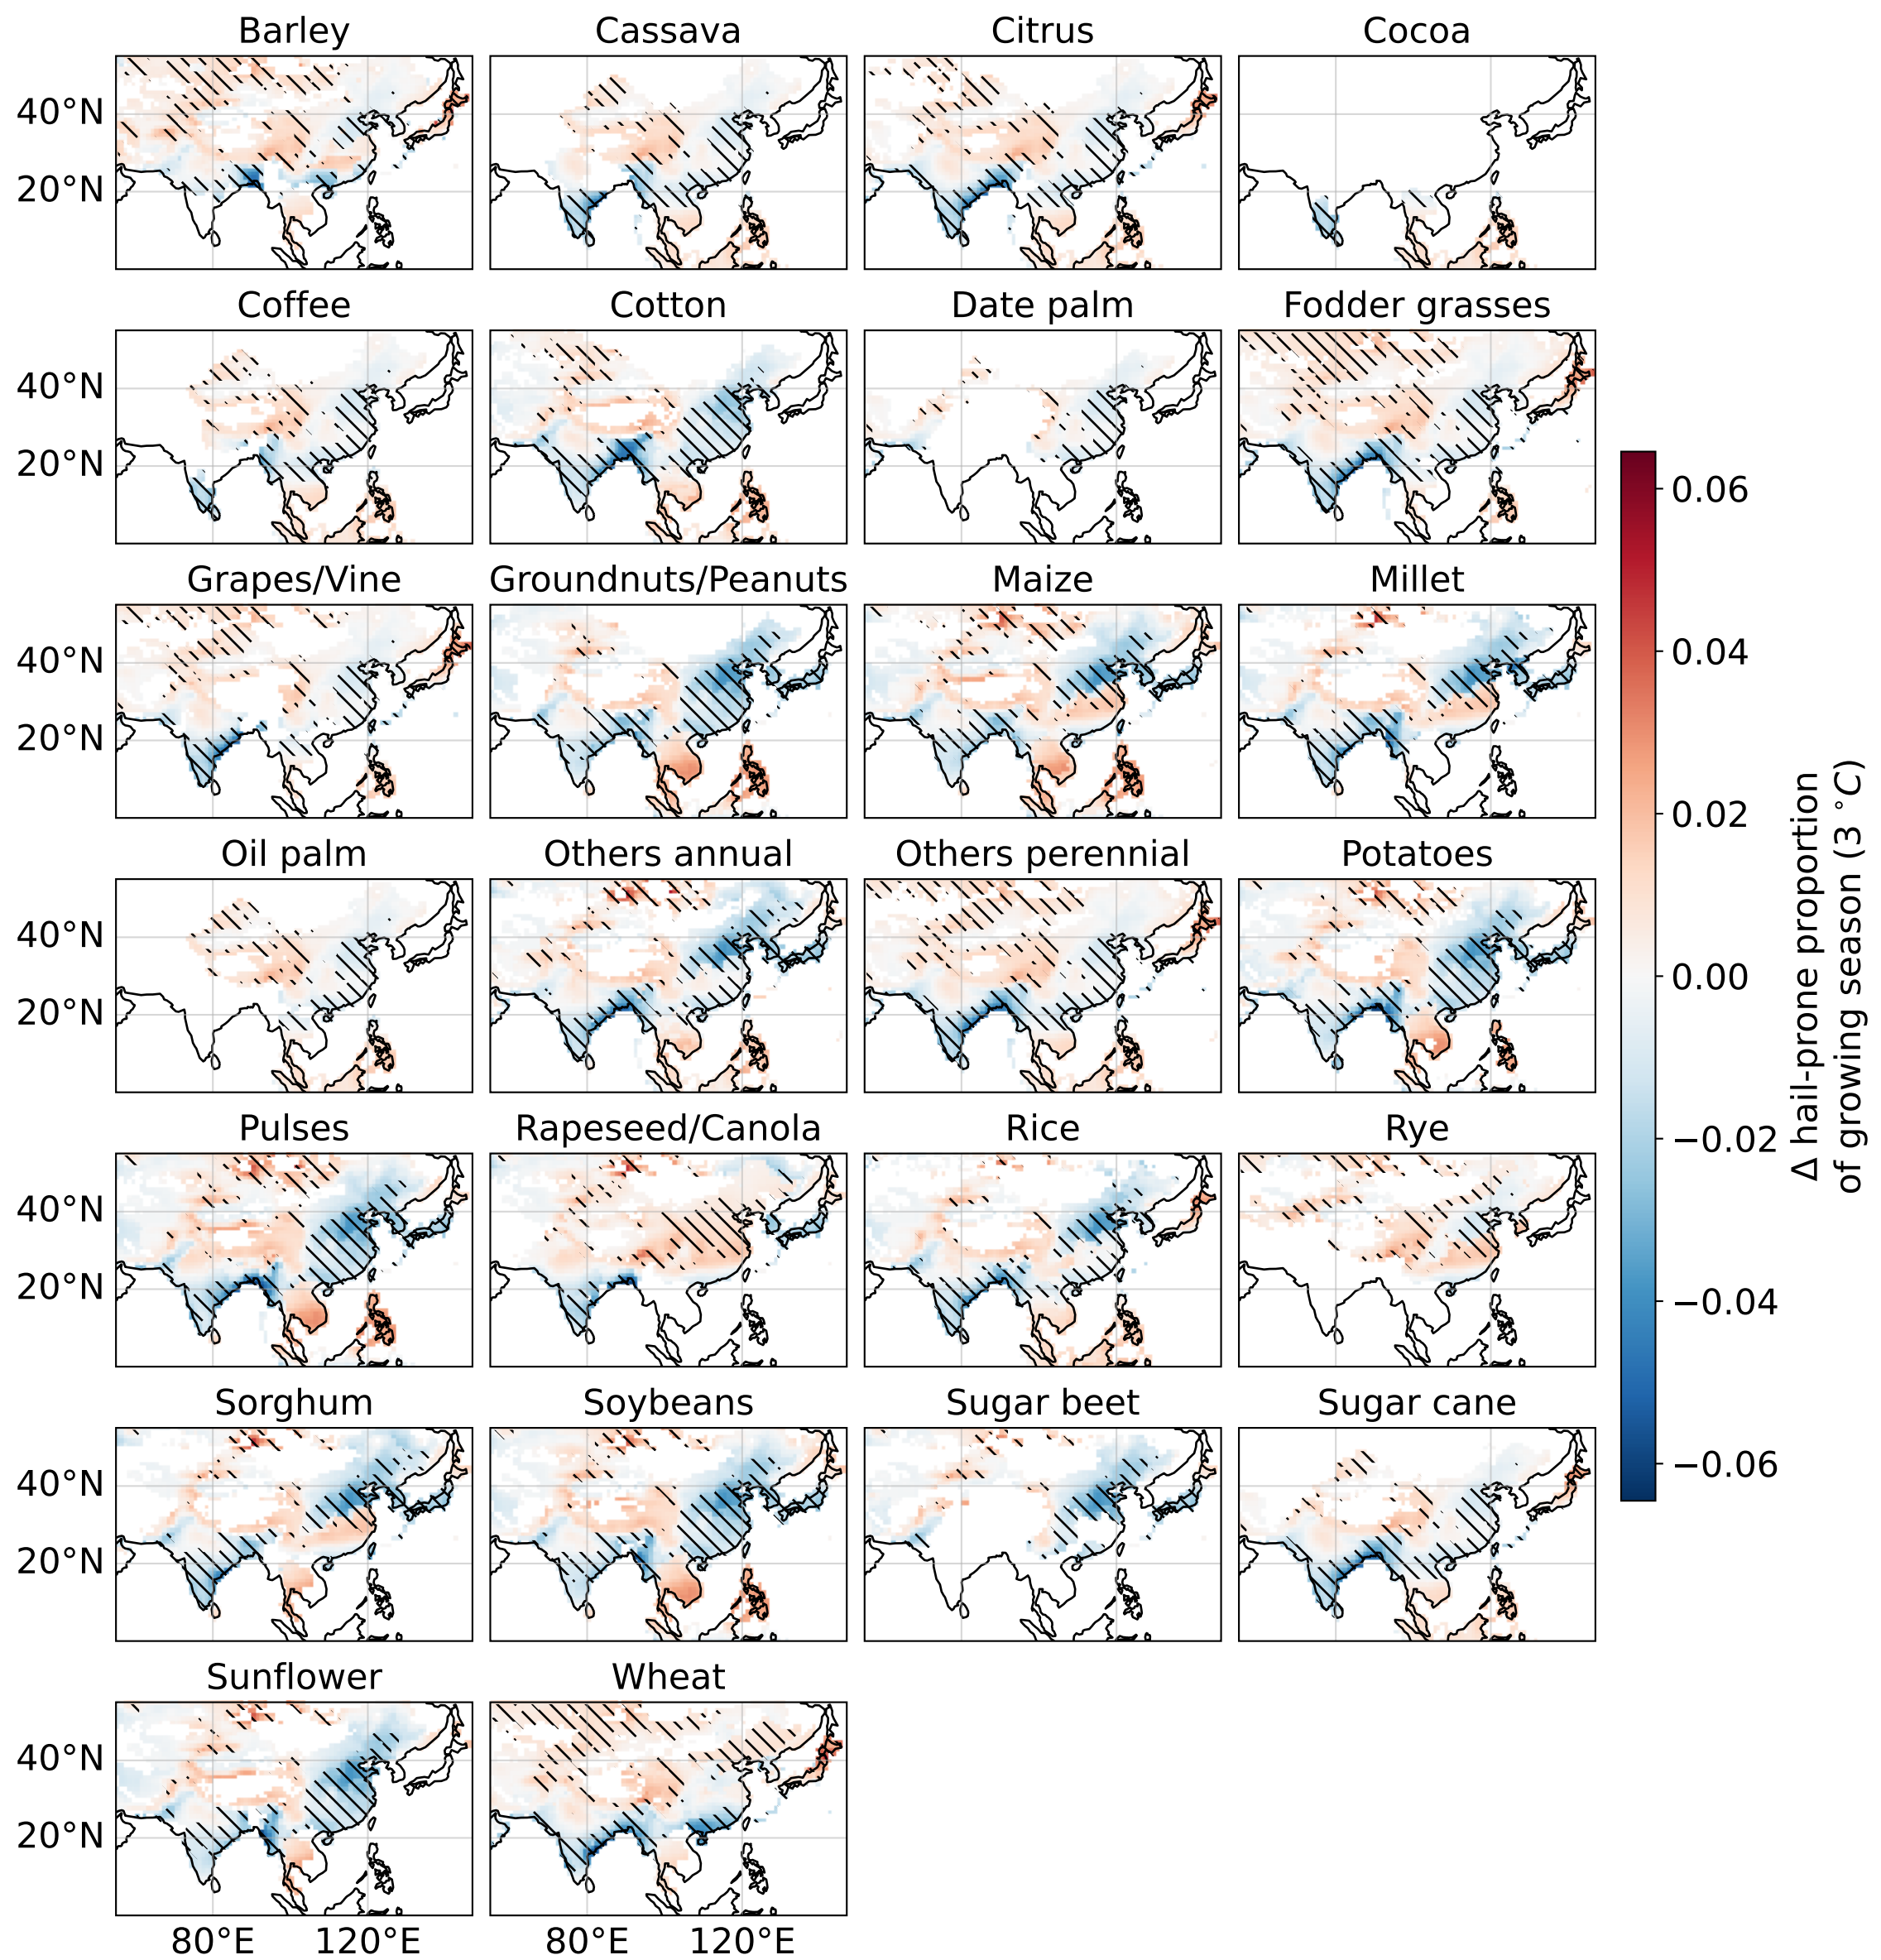 Barley Cassava Citrus Cocoa
40°N
20°N
Coffee Cotton Date palm Fodder grasses
40°N
20°N
Grapes/Vine Groundnuts/Peanuts Maize Millet
40°N
20°N
Oil palm Others annual Others perennial Potatoes
40°N
20°N
Pulses Rapeseed/Canola Rice Rye
40°N
20°N
Sorghum Soybeans Sugar beet Sugar cane
40°N
20°N
Sunflower Wheat
40°N
20°N
80°E 120°E 80°E 120°E
0.06
0.04
0.02
0.00
−0.02
−0.04
−0.06
Δ hail-prone proportion
of growing season (3 °C)